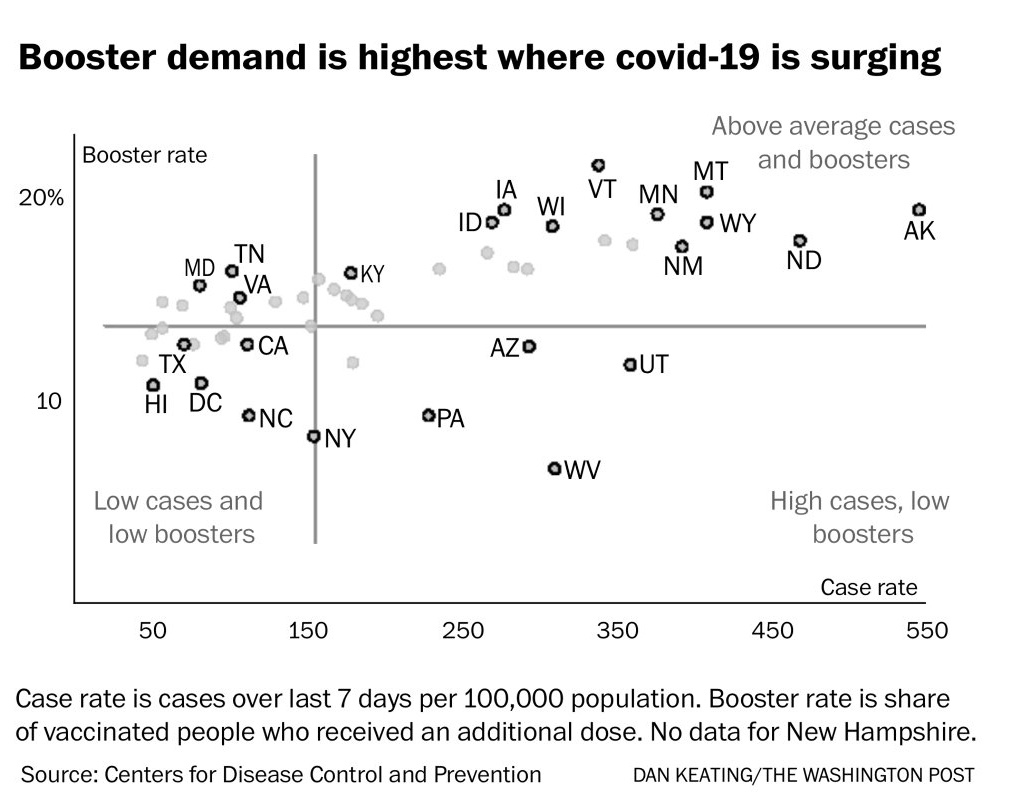 Booster demand is highest where covid-19 is surging
Above average cases
and boosters
Booster rate
20%
10
MT
IA
VT
MN
WI
ID
WY
AK
NM
ND
TN
MD
VA
KY
CA
AZ
TX
UT
HI
DC
NC
PA
NY
WV
Low cases and
low boosters
High cases, low
boosters
Case rate
50
150
250
350
450
550
Case rate is cases over last 7 days per 100,000 population. Booster rate is share
of vaccinated people who received an additional dose. No data for New Hampshire.
Source: Centers for Disease Control and Prevention
DAN KEATING/THE WASHINGTON POST